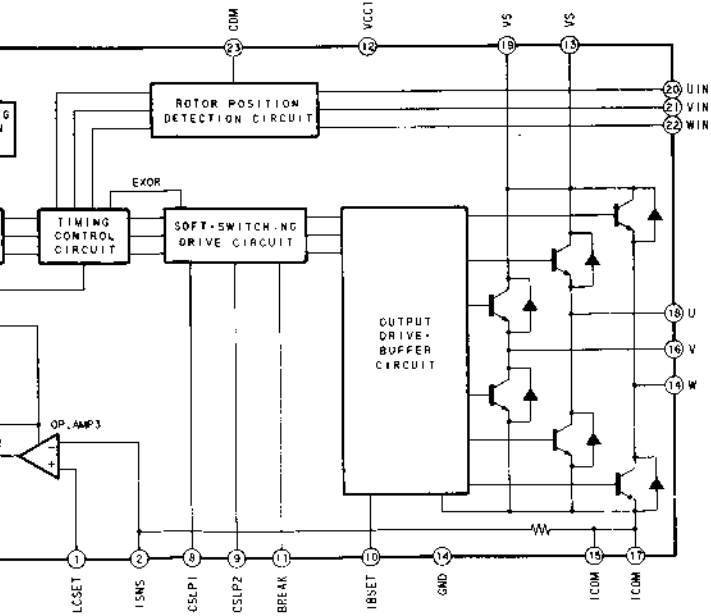 COM
VCC1
VS
VS
23
12
19
13
G
N
ROTOR POSITION
DETECTION CIRCUIT
20 UIN
21 VIN
22 WIN
EXOR
TIMING
CONTROL
CIRCUIT
SOFT-SWITCHING
DRIVE CIRCUIT
OUTPUT
DRIVE-
BUFFER
CIRCUIT
18 U
16 V
14 W
OP.AMP3
-
+
1
2
8
9
11
10
14
15
17
LCSET
ISNS
CSLP1
CSLP2
BREAK
IBSET
GND
ICOM
ICOM